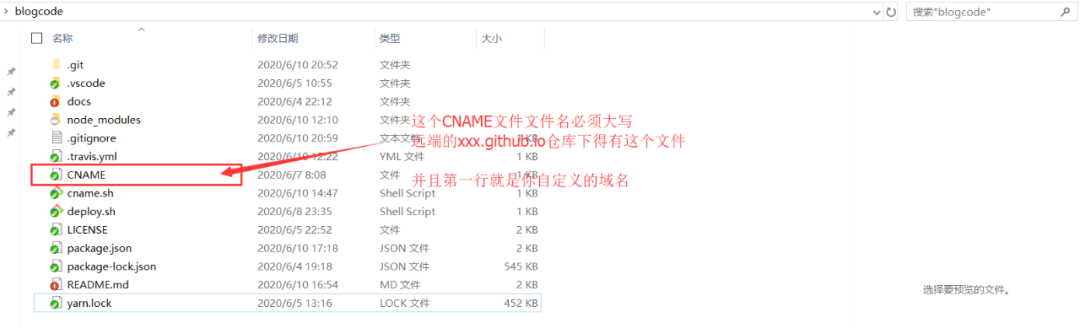 blogcode
搜索"blogcode"
名称 修改日期 类型 大小
.git 2020/6/10 20:52 文件夹
.vscode 2020/6/5 10:55 文件夹
docs 2020/6/4 22:12 文件夹
node_modules 2020/6/10 12:10 文件夹
这个CNAME文件文件名必须大写
.gitignore 2020/6/10 20:59 文本文档 1 KB
远端的xxx.github.io仓库下得有这个文件
.travis.yml 2020/6/10 12:22 YML 文件 1 KB
CNAME 2020/6/7 8:08 文件 1 KB
并且第一行就是你自定义的域名
cname.sh 2020/6/10 14:47 Shell Script 1 KB
deploy.sh 2020/6/8 23:35 Shell Script 1 KB
LICENSE 2020/6/5 22:52 文件 2 KB
package.json 2020/6/10 17:18 JSON 文件 2 KB
package-lock.json 2020/6/4 19:18 JSON 文件 545 KB
README.md 2020/6/10 16:54 MD 文件 2 KB
yarn.lock 2020/6/5 13:16 LOCK 文件 452 KB
选择要预览的文件。